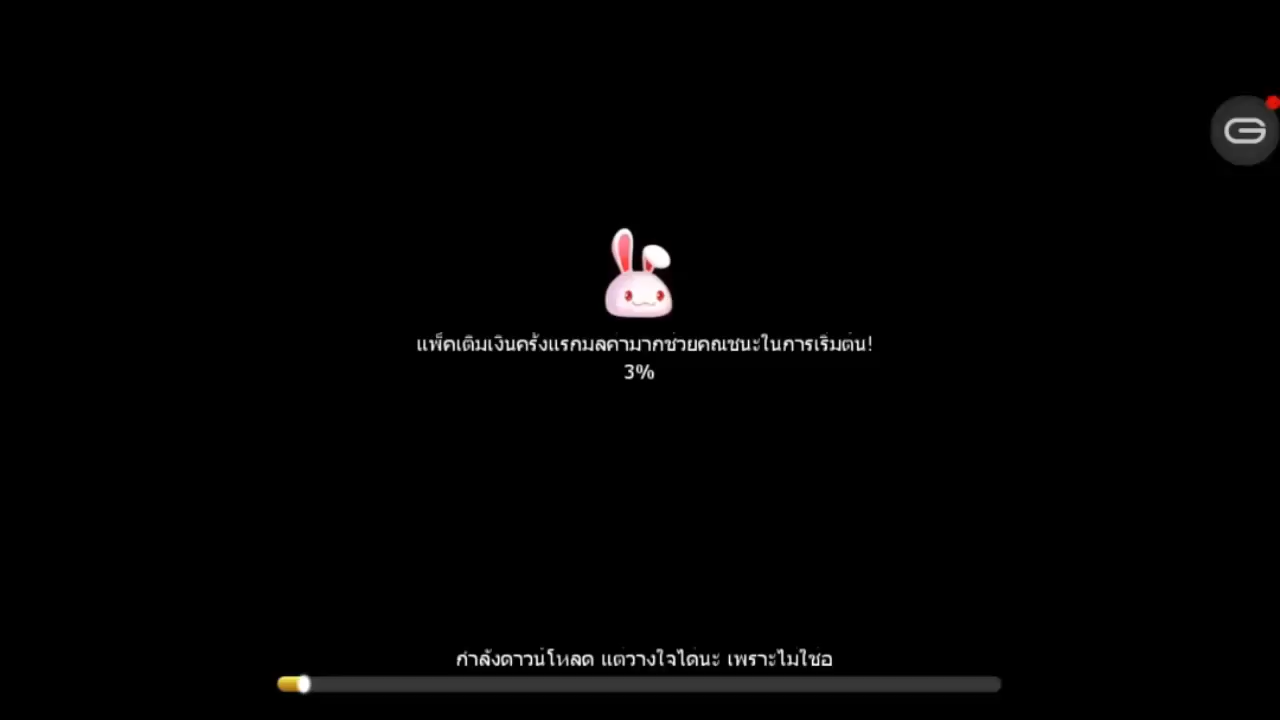 แพ็คเติมเงินครั้งแรกมูลค่ามากช่วยคุณชนะในการเริ่มต้น!
3%
กำลังดาวน์โหลด แต่วางใจได้นะ เพราะไม่ใช่อ